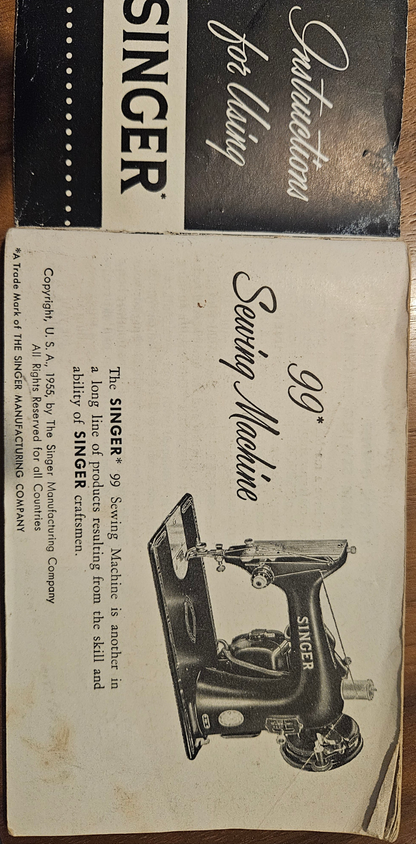 Instructions
for Using
SINGER*
99*
Sewing Machine
SINGER
The SINGER* 99 Sewing Machine is another in
a long line of products resulting from the skill and
ability of SINGER craftsmen.
Copyright, U. S. A., 1955, by The Singer Manufacturing Company
All Rights Reserved for all Countries
*A Trade Mark of THE SINGER MANUFACTURING COMPANY